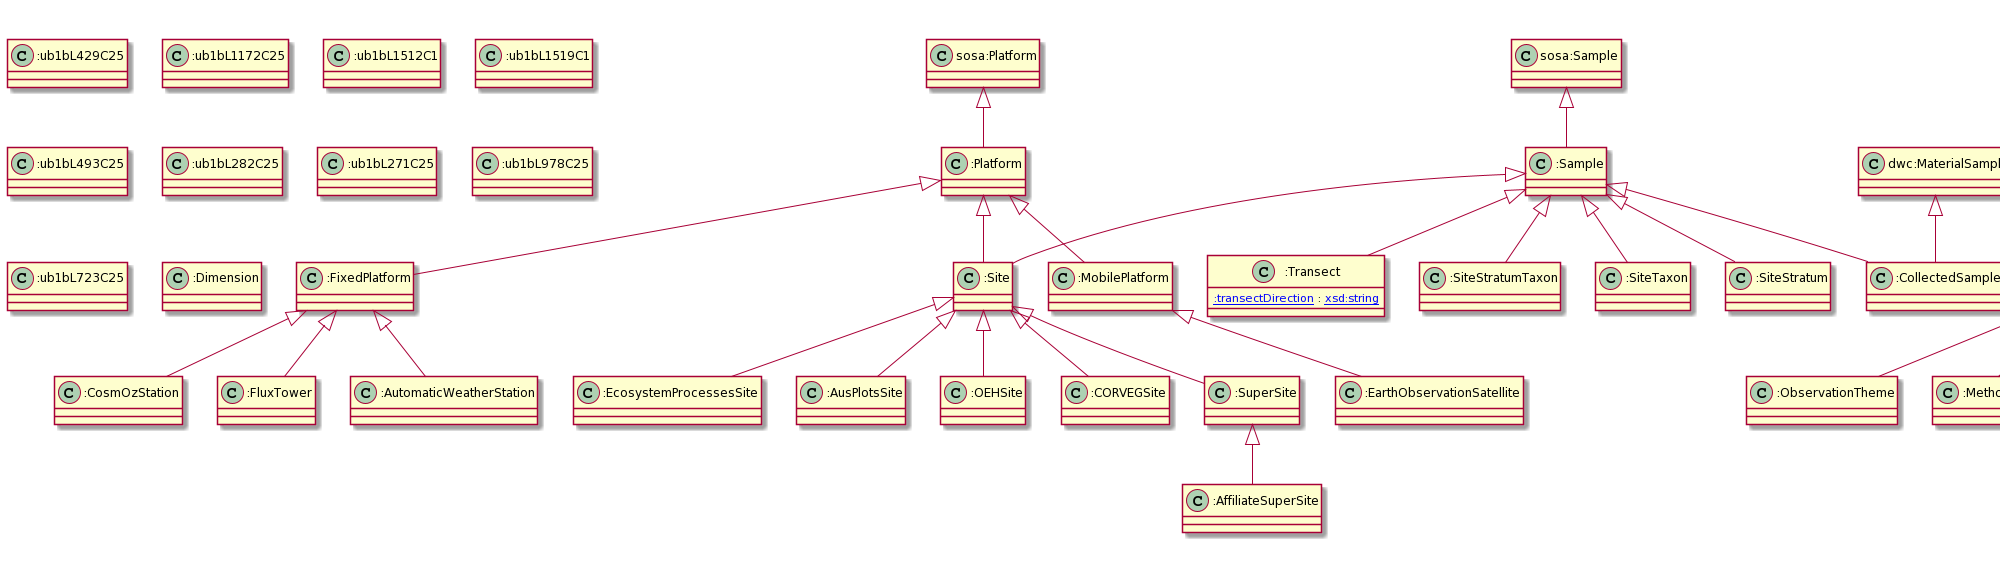 C :ub1bL429C25
C :ub1bL1172C25
C :ub1bL1512C1
C :ub1bL1519C1
C sosa:Platform
C sosa:Sample
C :ub1bL493C25
C :ub1bL282C25
C :ub1bL271C25
C :ub1bL978C25
C :Platform
C :Sample
C dwc:MaterialSampl
C :ub1bL723C25
C :Dimension
C :FixedPlatform
C :Site
C :MobilePlatform
C :Transect
:transectDirection : xsd:string
C :SiteStratumTaxon
C :SiteTaxon
C :SiteStratum
C :CollectedSample
C :CosmOzStation
C :FluxTower
C :AutomaticWeatherStation
C :EcosystemProcessesSite
C :AusPlotsSite
C :OEHSite
C :CORVEGSite
C :SuperSite
C :EarthObservationSatellite
C :ObservationTheme
C :Metho
C :AffiliateSuperSite